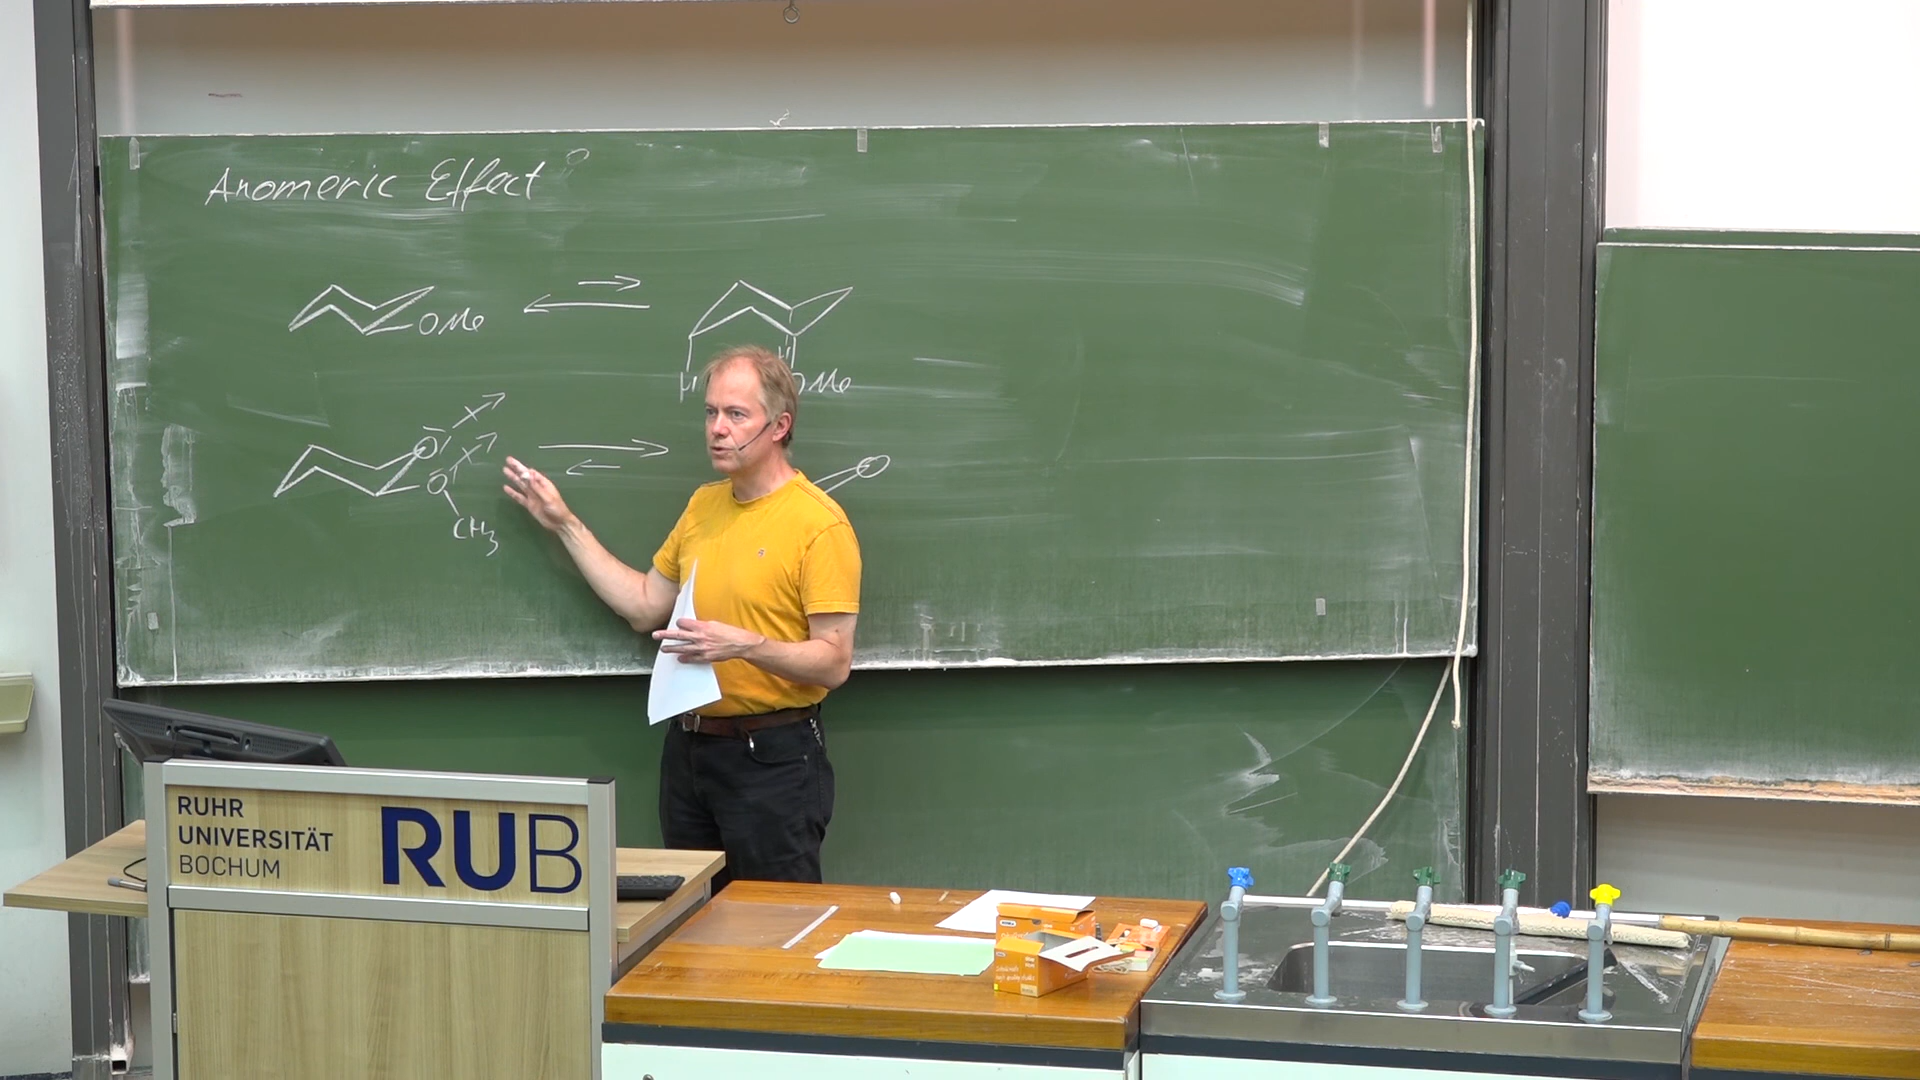 Anomeric Effect
OMe
H
H
OMe
O
O
CH3
O
RUHR
UNIVERSITÄT
BOCHUM
RUB